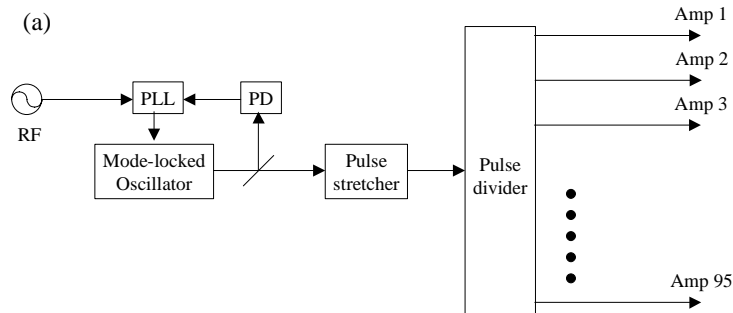 (a)
Amp 1
Amp 2
Amp 3
PLL
PD
RF
Mode-locked
Oscillator
Pulse
stretcher
Pulse
divider
Amp 95